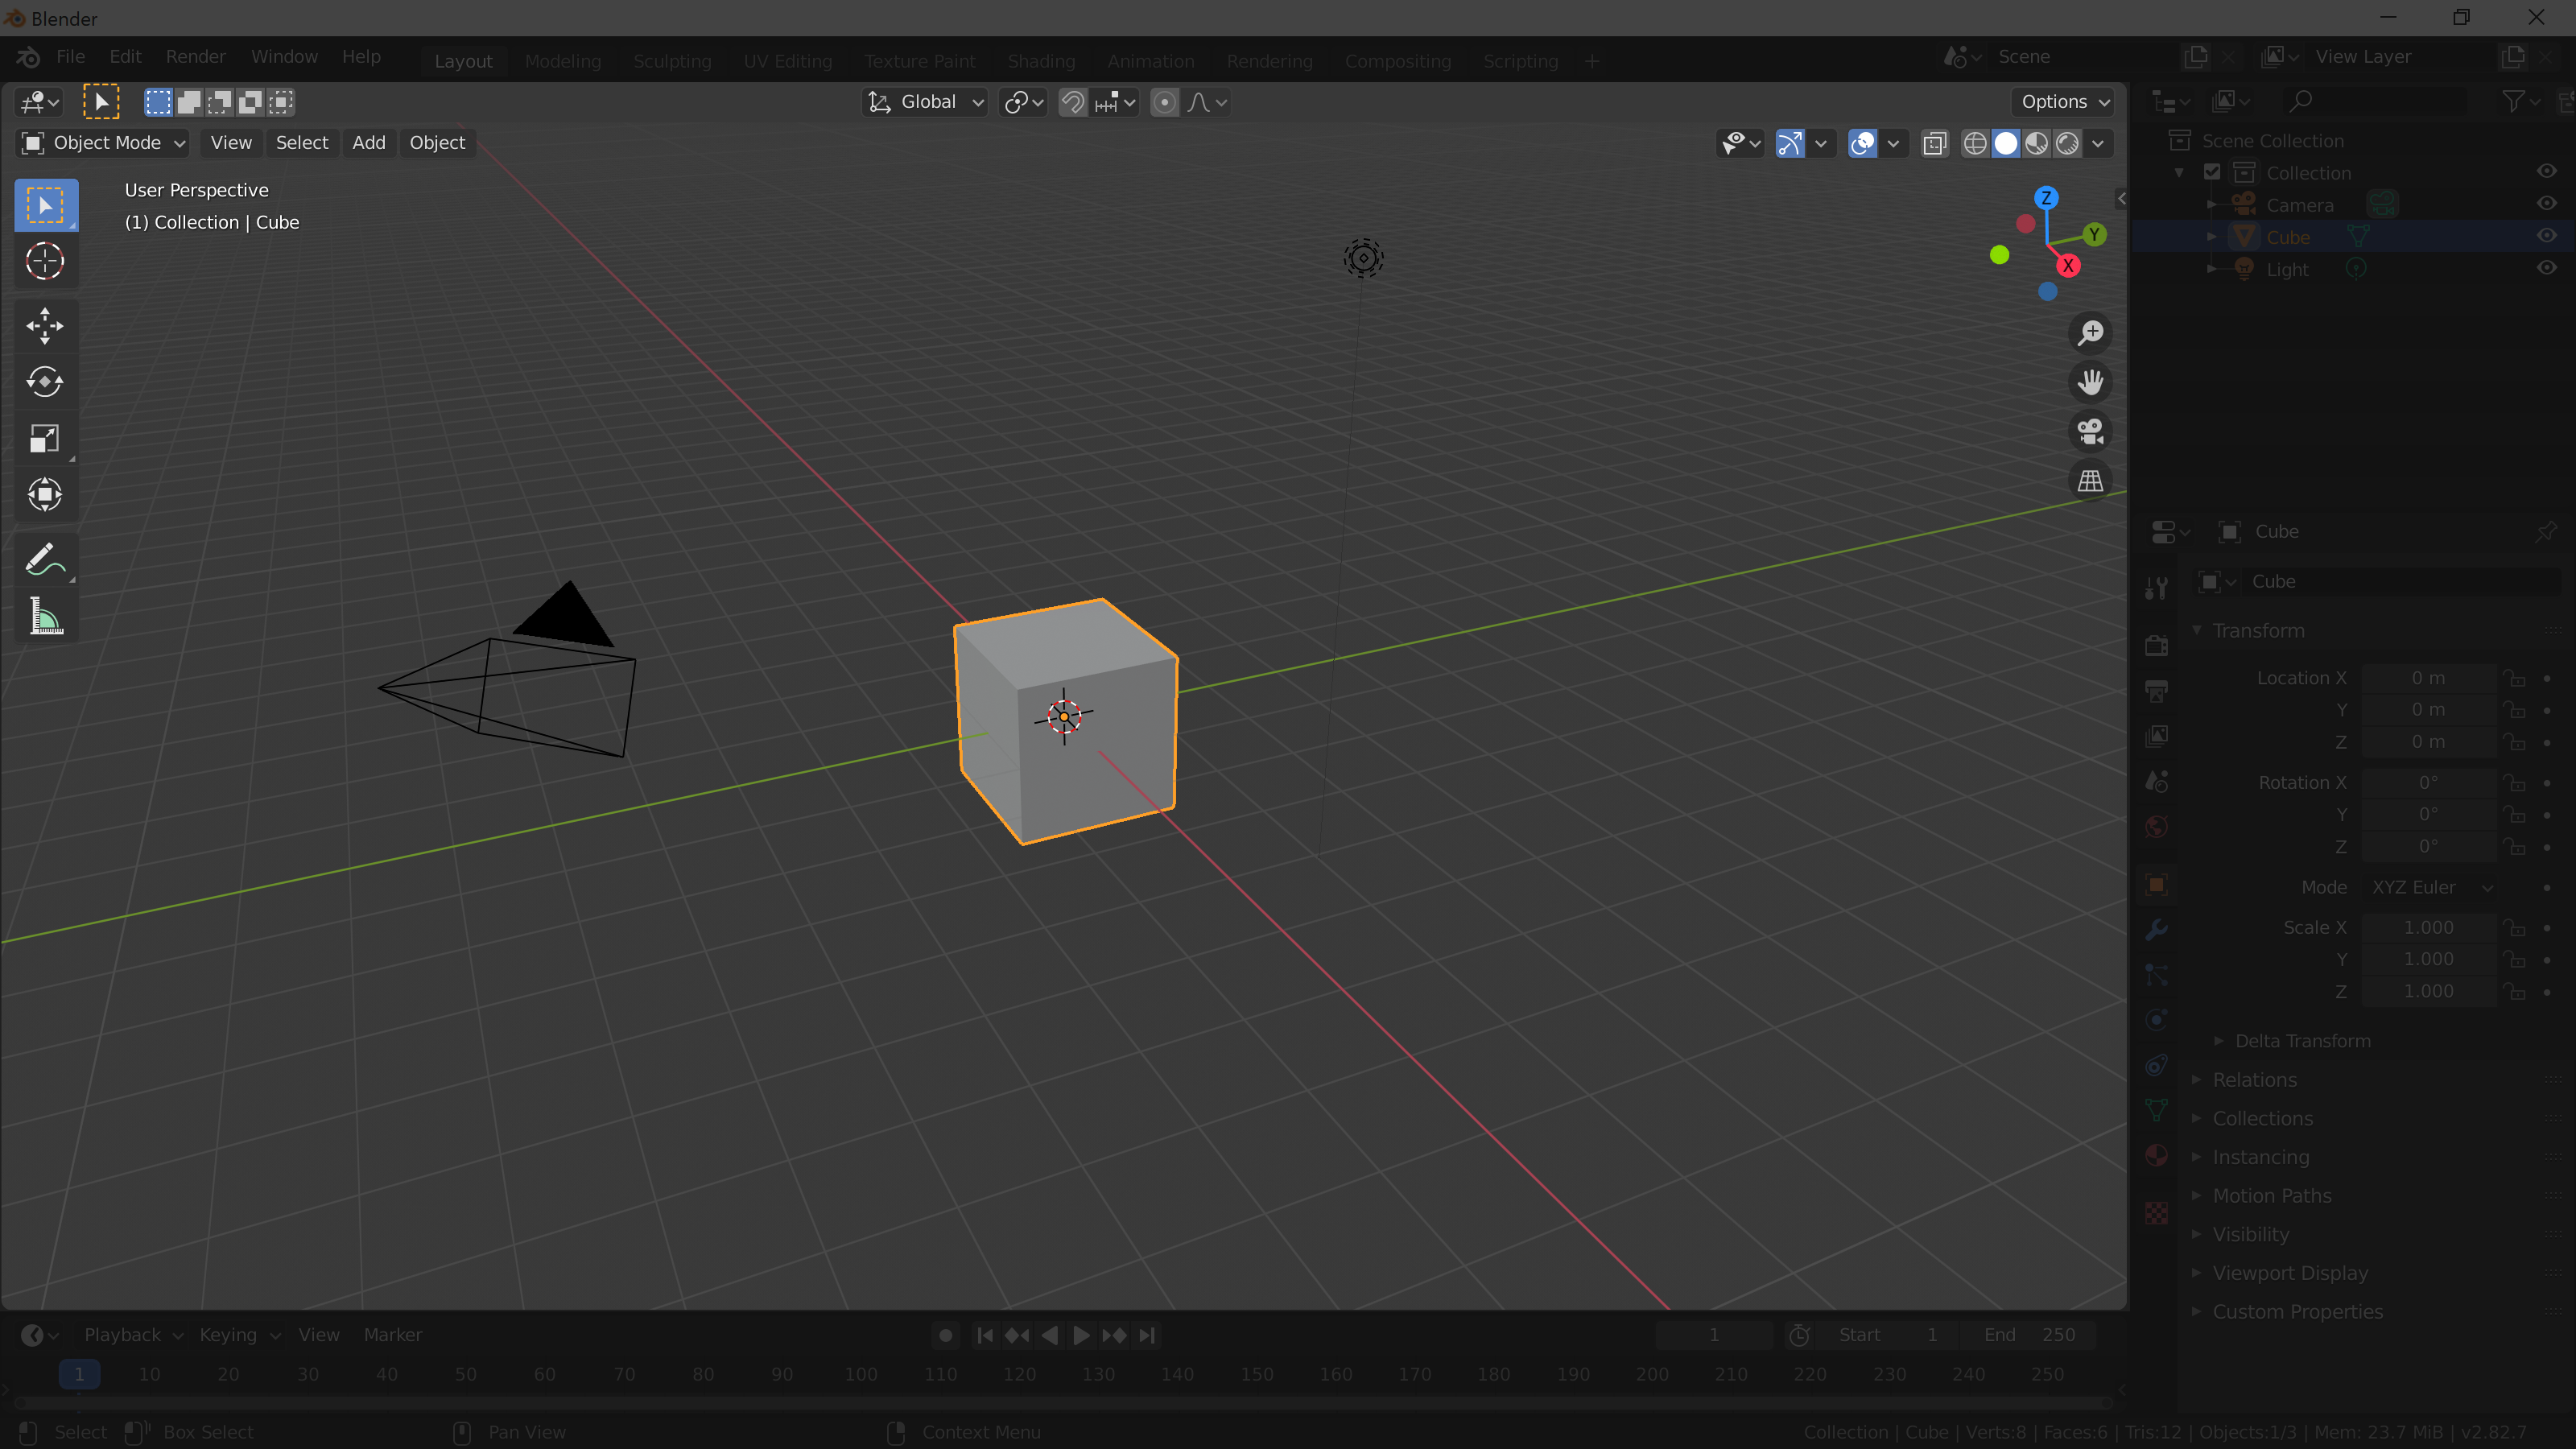 Blender
File Edit Render Window Help Layout Modeling Sculpting UV Editing Texture Paint Shading Animation Rendering Compositing Scripting + Scene View Layer
Global Options
Object Mode View Select Add Object
User Perspective
(1) Collection | Cube
Z
Y
X
Scene Collection
Collection
Camera
Cube
Light
Cube
Cube
Transform
Location X 0 m
Y 0 m
Z 0 m
Rotation X 0°
Y 0°
Z 0°
Mode XYZ Euler
Scale X 1.000
Y 1.000
Z 1.000
Delta Transform
Relations
Collections
Instancing
Motion Paths
Visibility
Viewport Display
Custom Properties
Playback Keying View Marker 1 Start 1 End 250
1 10 20 30 40 50 60 70 80 90 100 110 120 130 140 150 160 170 180 190 200 210 220 230 240 250
Select Box Select Pan View Context Menu Collection | Cube | Verts:8 | Faces:6 | Tris:12 | Objects:1/3 | Mem: 23.7 MiB | v2.82.7